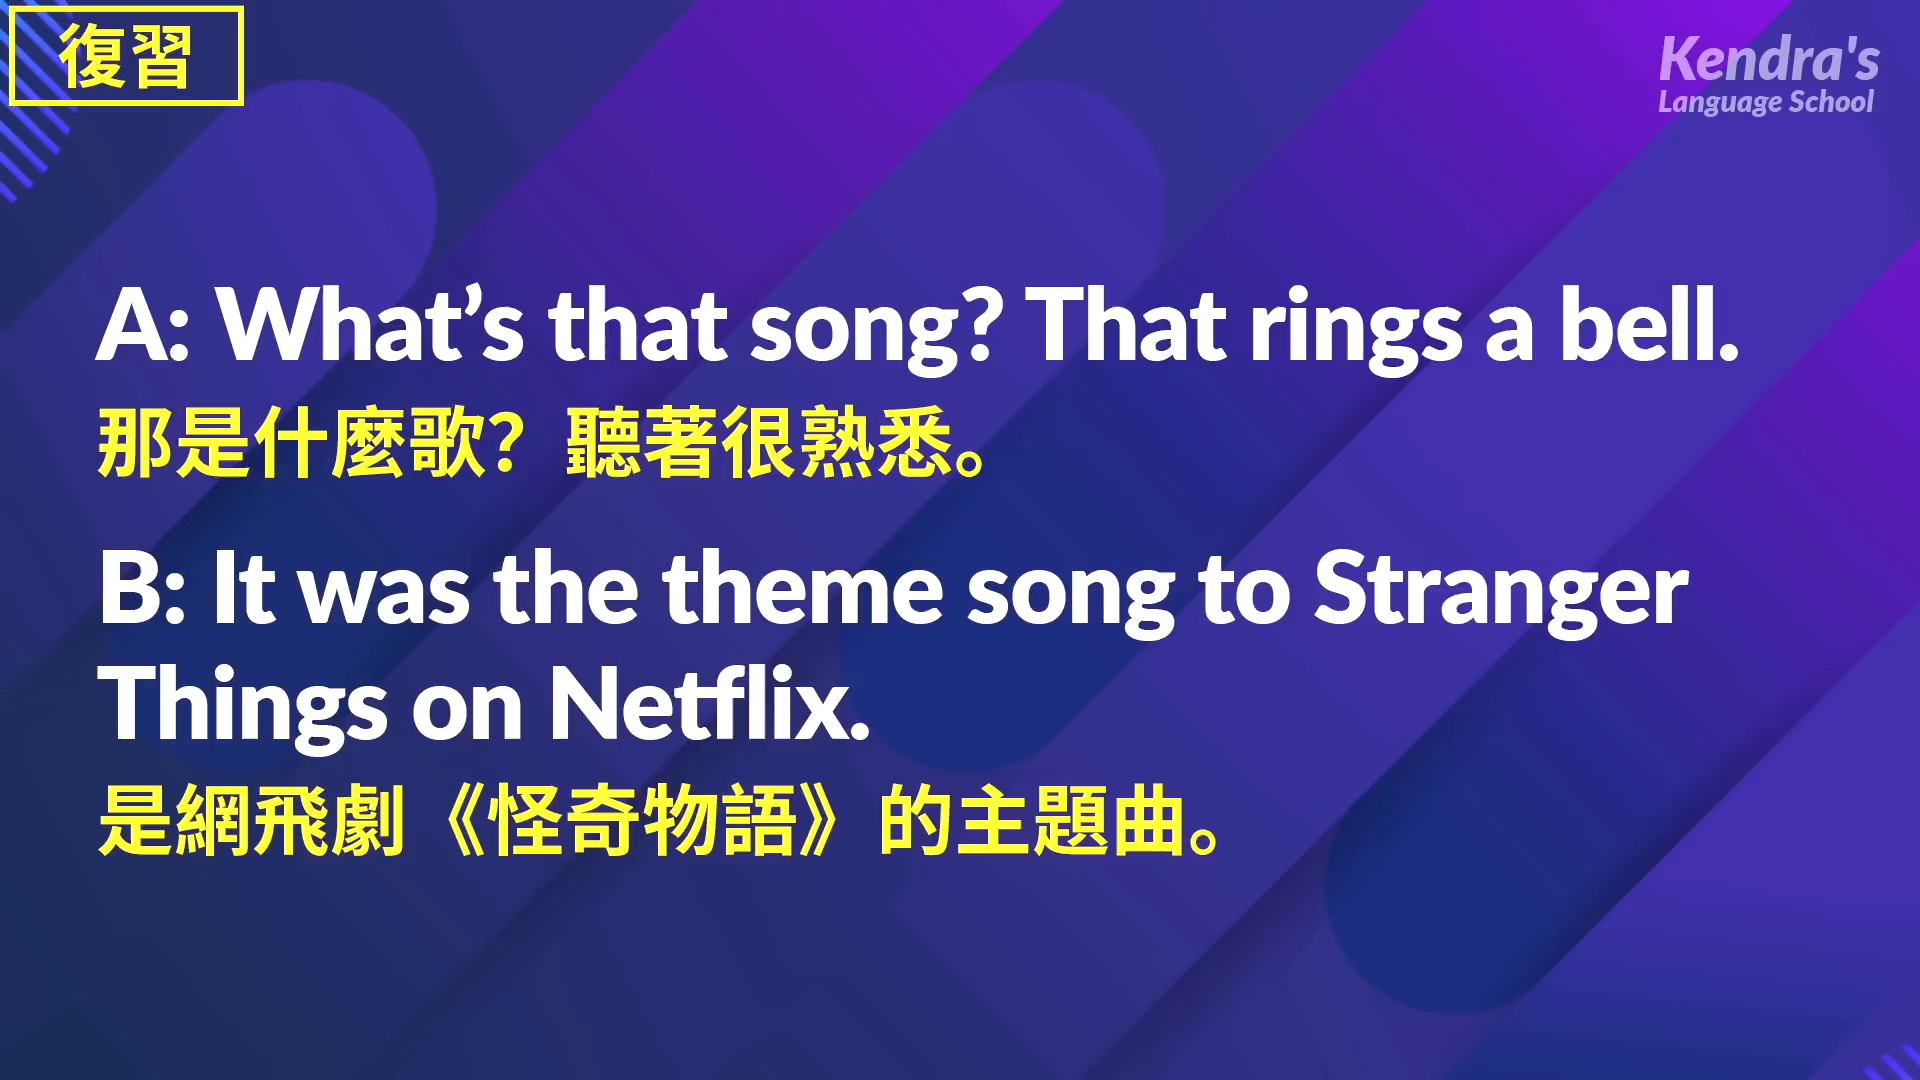 復習
Kendra's
Language School
A: What’s that song? That rings a bell.
那是什麼歌？聽著很熟悉。
B: It was the theme song to Stranger
Things on Netflix.
是網飛劇《怪奇物語》的主題曲。